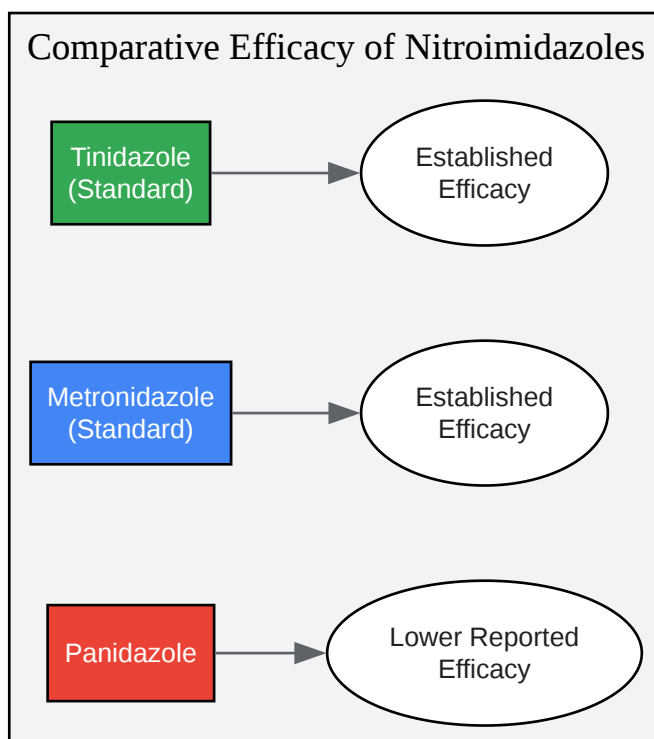 Comparative Efficacy of Nitroimidazoles
Tinidazole
(Standard)
Established
Efficacy
Metronidazole
(Standard)
Established
Efficacy
Panidazole
Lower Reported
Efficacy